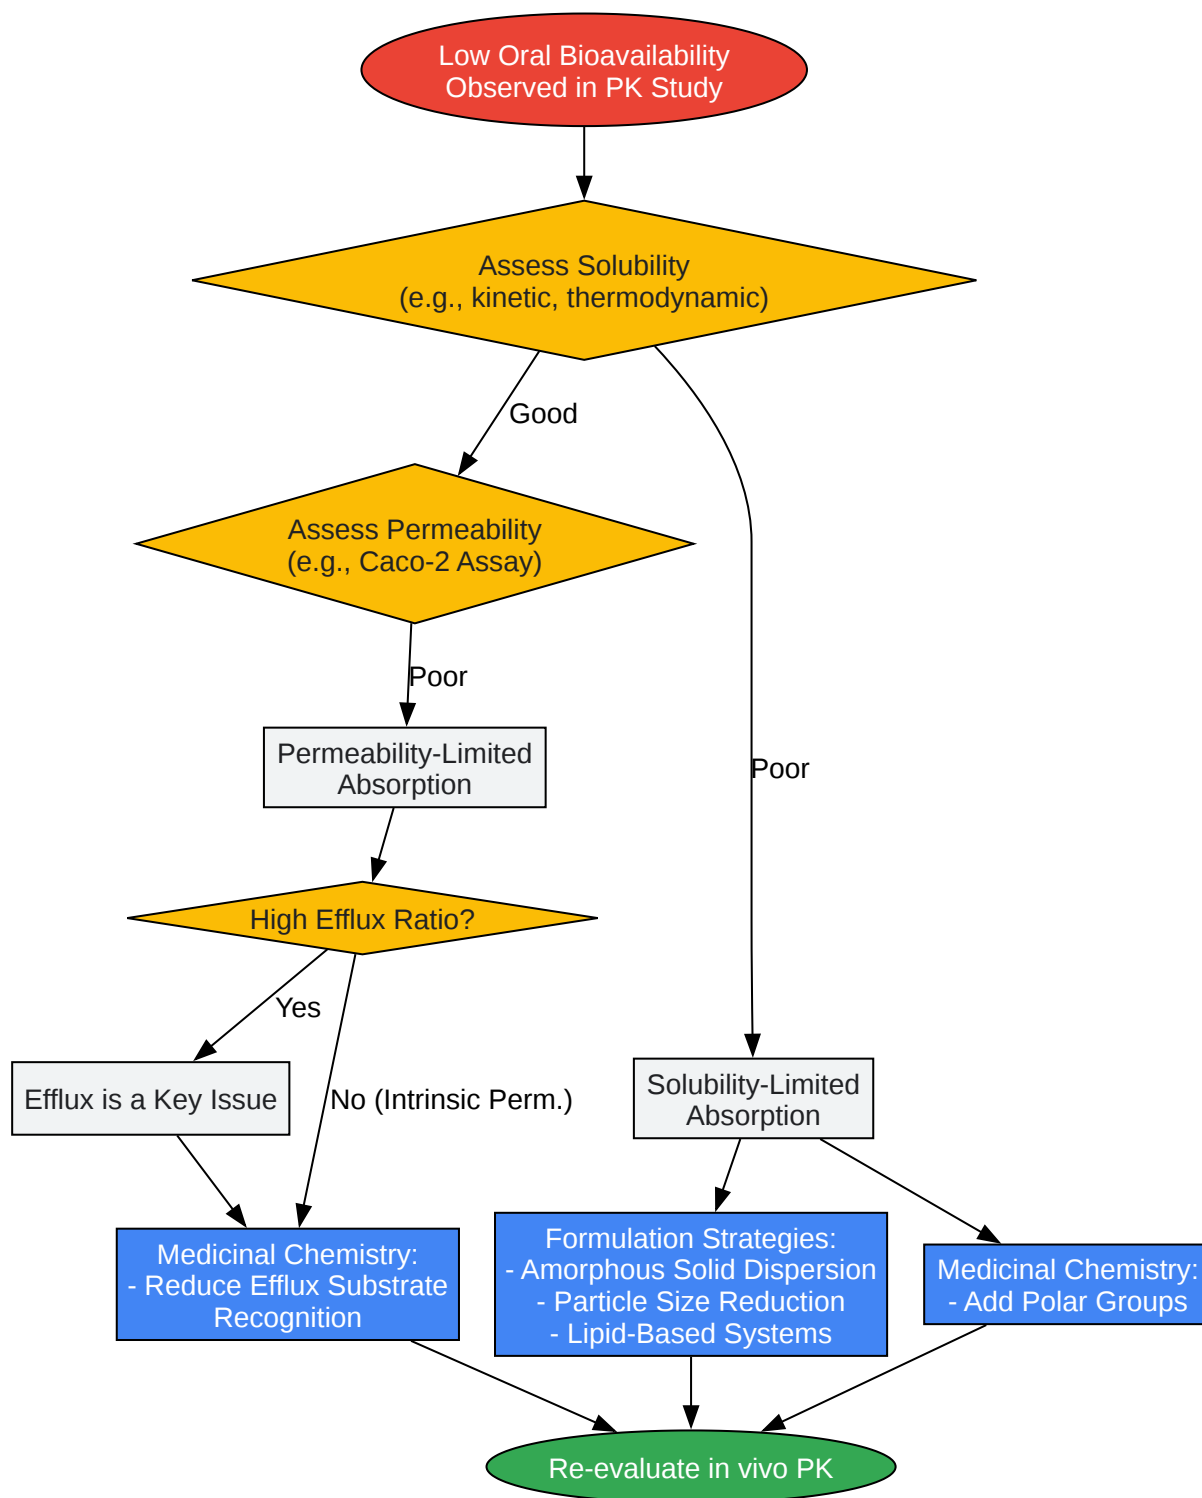 Low Oral Bioavailability
Observed in PK Study
Assess Solubility
(e.g., kinetic, thermodynamic)
Good
Assess Permeability
(e.g., Caco-2 Assay)
Poor
Permeability-Limited
Absorption
Poor
High Efflux Ratio?
Yes
Efflux is a Key Issue
No (Intrinsic Perm.)
Solubility-Limited
Absorption
Medicinal Chemistry:
- Reduce Efflux Substrate
Recognition
Formulation Strategies:
- Amorphous Solid Dispersion
- Particle Size Reduction
- Lipid-Based Systems
Medicinal Chemistry:
- Add Polar Groups
Re-evaluate in vivo PK